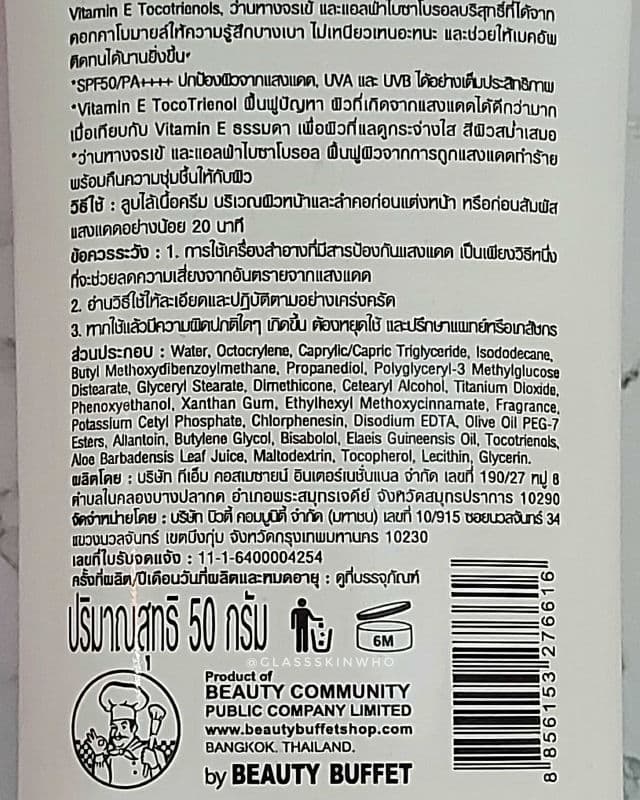 Vitamin E Tocotrienols, ว่านหางจระเข้ และแอลฟ่าไบซาโบรอลบริสุทธิ์ที่ได้จาก
ดอกคาโมมายล์ให้ความรู้สึกบางเบา ไม่เหนียวเหนอะหนะ และช่วยให้เมคอัพ
ติดทนได้นานยิ่งขึ้น*
*SPF50/PA++++ ปกป้องผิวจากแสงแดด, UVA และ UVB ได้อย่างเต็มประสิทธิภาพ
*Vitamin E TocoTrienol ฟื้นฟูปัญหา ผิวที่เกิดจากแสงแดดได้ดีกว่ามาก
เมื่อเทียบกับ Vitamin E ธรรมดา เพื่อผิวที่แลดูกระจ่างใส สีผิวสม่ำเสมอ
*ว่านหางจรเข้ และแอลฟ่าไบซาโบรอล ฟื้นฟูผิวจากการถูกแสงแดดทำร้าย
พร้อมคืนความชุ่มชื้นให้กับผิว
วิธีใช้ : ลูบไล้เนื้อครีม บริเวณผิวหน้าและลำคอก่อนแต่งหน้า หรือก่อนสัมผัส
แสงแดดอย่างน้อย 20 นาที
ข้อควรระวัง : 1. การใช้เครื่องสำอางที่มีสารป้องกันแสงแดด เป็นเพียงวิธีหนึ่ง
ที่จะช่วยลดความเสี่ยงจากอันตรายจากแสงแดด
2. อ่านวิธีใช้ให้ละเอียดและปฏิบัติตามอย่างเคร่งครัด
3. หากใช้แล้วมีความผิดปกติใดๆ เกิดขึ้น ต้องหยุดใช้ และปรึกษาแพทย์หรือเภสัชกร
ส่วนประกอบ : Water, Octocrylene, Caprylic/Capric Triglyceride, Isododecane,
Butyl Methoxydibenzoylmethane, Propanediol, Polyglyceryl-3 Methylglucose
Distearate, Glyceryl Stearate, Dimethicone, Cetearyl Alcohol, Titanium Dioxide,
Phenoxyethanol, Xanthan Gum, Ethylhexyl Methoxycinnamate, Fragrance,
Potassium Cetyl Phosphate, Chlorphenesin, Disodium EDTA, Olive Oil PEG-7
Esters, Allantoin, Butylene Glycol, Bisabolol, Elaeis Guineensis Oil, Tocotrienols,
Aloe Barbadensis Leaf Juice, Maltodextrin, Tocopherol, Lecithin, Glycerin.
ผลิตโดย : บริษัท ทีเอ็ม คอสเมซายน์ อินเตอร์เนชั่นแนล จำกัด เลขที่ 190/27 หมู่ 8
ตำบลในคลองบางปลากด อำเภอพระสมุทรเจดีย์ จังหวัดสมุทรปราการ 10290
จัดจำหน่ายโดย : บริษัท บิวตี้ คอมมูนิตี้ จำกัด (มหาชน) เลขที่ 10/915 ซอยนวลจันทร์ 34
แขวงนวลจันทร์ เขตบึงกุ่ม จังหวัดกรุงเทพมหานคร 10230
เลขที่ใบรับจดแจ้ง : 11-1-6400004254
ครั้งที่ผลิต/ปีเดือนวันที่ผลิตและหมดอายุ : ดูที่บรรจุภัณฑ์
ปริมาณสุทธิ 50 กรัม
6M
@GLASSSKINWHO
Product of
BEAUTY COMMUNITY
PUBLIC COMPANY LIMITED
www.beautybuffetshop.com
BANGKOK, THAILAND.
by BEAUTY BUFFET
8 856153 276616